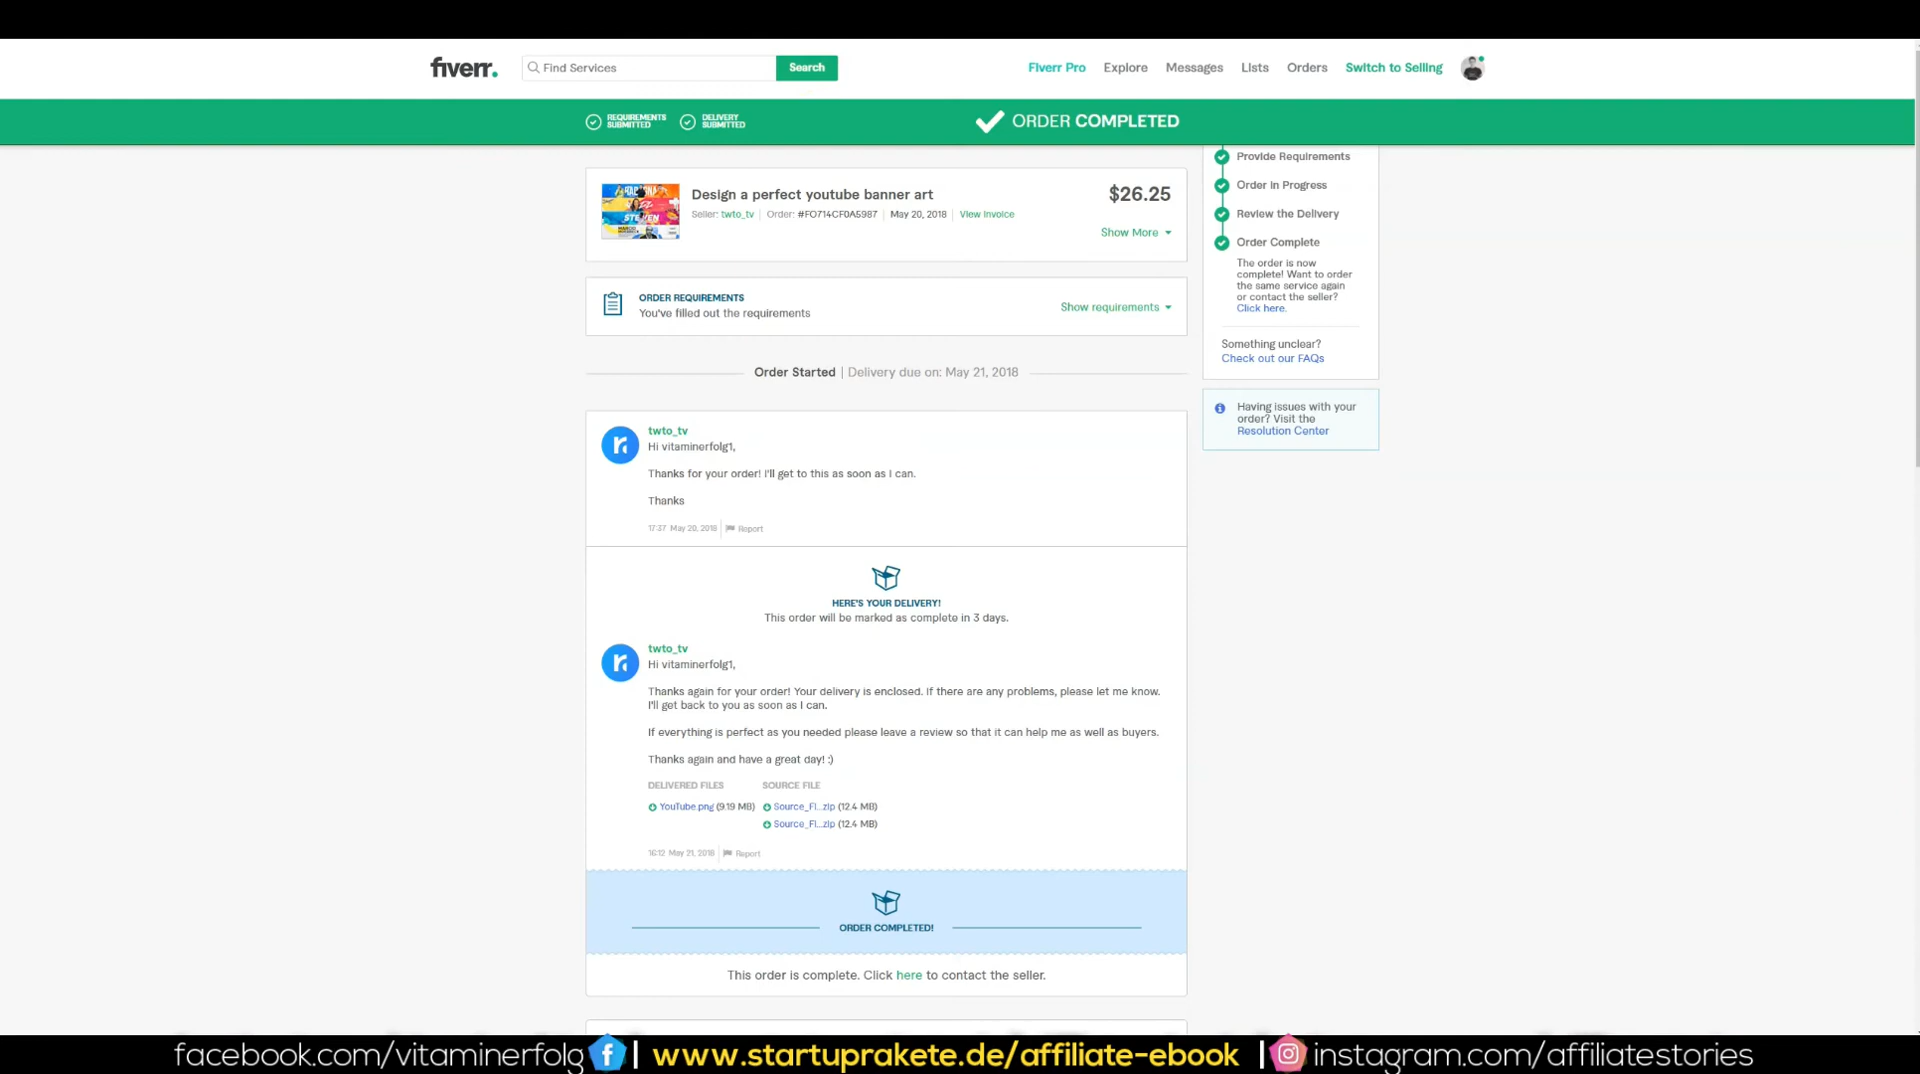 fiverr.
Find Services
Search
Fiverr Pro
Explore
Messages
Lists
Orders
Switch to Selling
REQUIREMENTS
SUBMITTED
DELIVERY
SUBMITTED
ORDER COMPLETED
Design a perfect youtube banner art
$26.25
Seller: twto_tv | Order: #FO714CF0A5987 | May 20, 2018 | View Invoice
Show More
ORDER REQUIREMENTS
You've filled out the requirements
Show requirements
Order Started | Delivery due on: May 21, 2018
twto_tv
Hi vitaminerfolg1,
Thanks for your order! I'll get to this as soon as I can.
Thanks
17:37 May 20, 2018 | Report
HERE'S YOUR DELIVERY!
This order will be marked as complete in 3 days.
twto_tv
Hi vitaminerfolg1,
Thanks again for your order! Your delivery is enclosed. If there are any problems, please let me know.
I'll get back to you as soon as I can.
If everything is perfect as you needed please leave a review so that it can help me as well as buyers.
Thanks again and have a great day! :)
DELIVERED FILES
SOURCE FILE
YouTube.png (9.19 MB)
Source_Fi...zip (12.4 MB)
Source_Fi...zip (12.4 MB)
16:12 May 21, 2018 | Report
ORDER COMPLETED!
This order is complete. Click here to contact the seller.
Provide Requirements
Order In Progress
Review the Delivery
Order Complete
The order is now
complete! Want to order
the same service again
or contact the seller?
Click here.
Something unclear?
Check out our FAQs
Having issues with your
order? Visit the
Resolution Center
facebook.com/vitaminerfolg | www.startuprakete.de/affiliate-ebook | instagram.com/affiliatestories